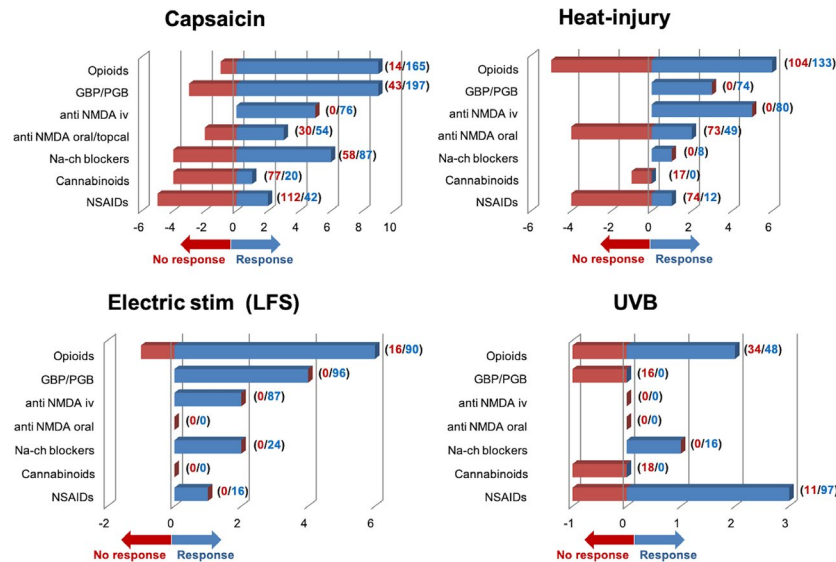 Capsaicin
Opioids (14/165)
GBP/PGB (43/197)
anti NMDA iv (0/76)
anti NMDA oral/topcal (30/54)
Na-ch blockers (58/87)
Cannabinoids (77/20)
NSAIDs (112/42)
-6 -4 -2 0 2 4 6 8 10
No response Response
Heat-injury
Opioids (104/133)
GBP/PGB (0/74)
anti NMDA iv (0/80)
anti NMDA oral (73/49)
Na-ch blockers (0/8)
Cannabinoids (17/0)
NSAIDs (74/12)
-6 -4 -2 0 2 4 6
No response Response
Electric stim (LFS)
Opioids (16/90)
GBP/PGB (0/96)
anti NMDA iv (0/87)
anti NMDA oral (0/0)
Na-ch blockers (0/24)
Cannabinoids (0/0)
NSAIDs (0/16)
-2 0 2 4 6
No response Response
UVB
Opioids (34/48)
GBP/PGB (16/0)
anti NMDA iv (0/0)
anti NMDA oral (0/0)
Na-ch blockers (0/16)
Cannabinoids (18/0)
NSAIDs (11/97)
-1 0 1 2 3
No response Response